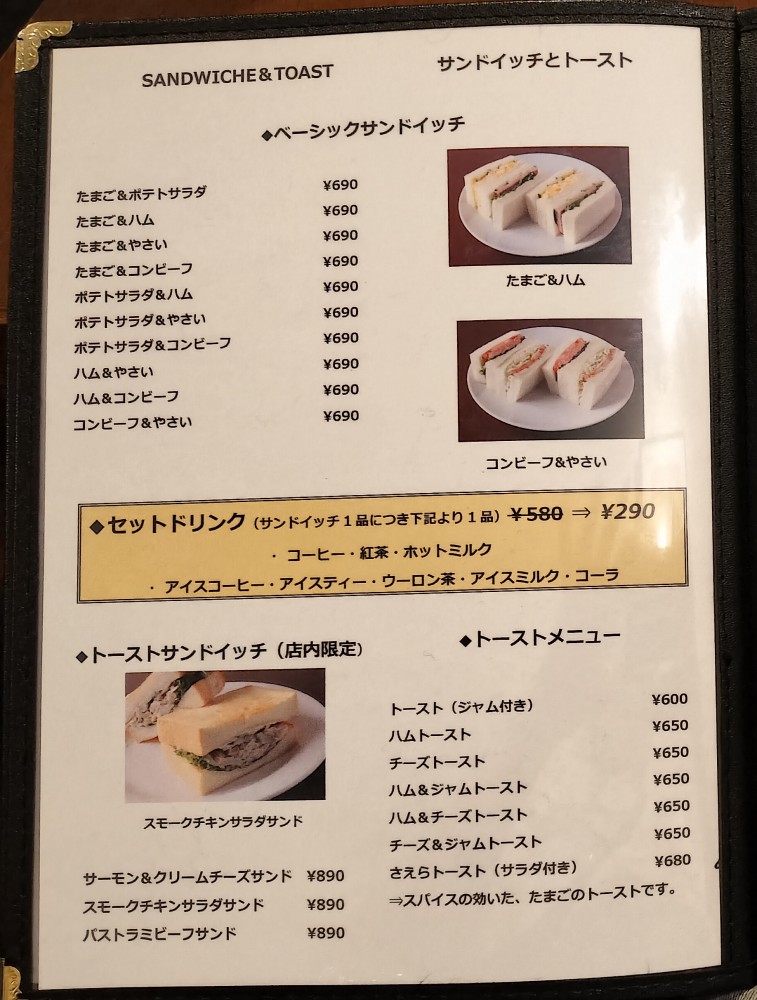 SANDWICHE&TOAST
サンドイッチとトースト
◆ベーシックサンドイッチ
たまご&ポテトサラダ ¥690
たまご&ハム ¥690
たまご&やさい ¥690
たまご&コンビーフ ¥690
ポテトサラダ&ハム ¥690
ポテトサラダ&やさい ¥690
ポテトサラダ&コンビーフ ¥690
ハム&やさい ¥690
ハム&コンビーフ ¥690
コンビーフ&やさい ¥690
たまご&ハム
コンビーフ&やさい
◆セットドリンク(サンドイッチ1品につき下記より1品) ¥580 ⇒ ¥290
・ コーヒー・紅茶・ホットミルク
・ アイスコーヒー・アイスティー・ウーロン茶・アイスミルク・コーラ
◆トーストサンドイッチ(店内限定)
スモークチキンサラダサンド
サーモン&クリームチーズサンド ¥890
スモークチキンサラダサンド ¥890
パストラミビーフサンド ¥890
◆トーストメニュー
トースト(ジャム付き) ¥600
ハムトースト ¥650
チーズトースト ¥650
ハム&ジャムトースト ¥650
ハム&チーズトースト ¥650
チーズ&ジャムトースト ¥650
さえらトースト(サラダ付き) ¥680
⇒スパイスの効いた、たまごのトーストです。